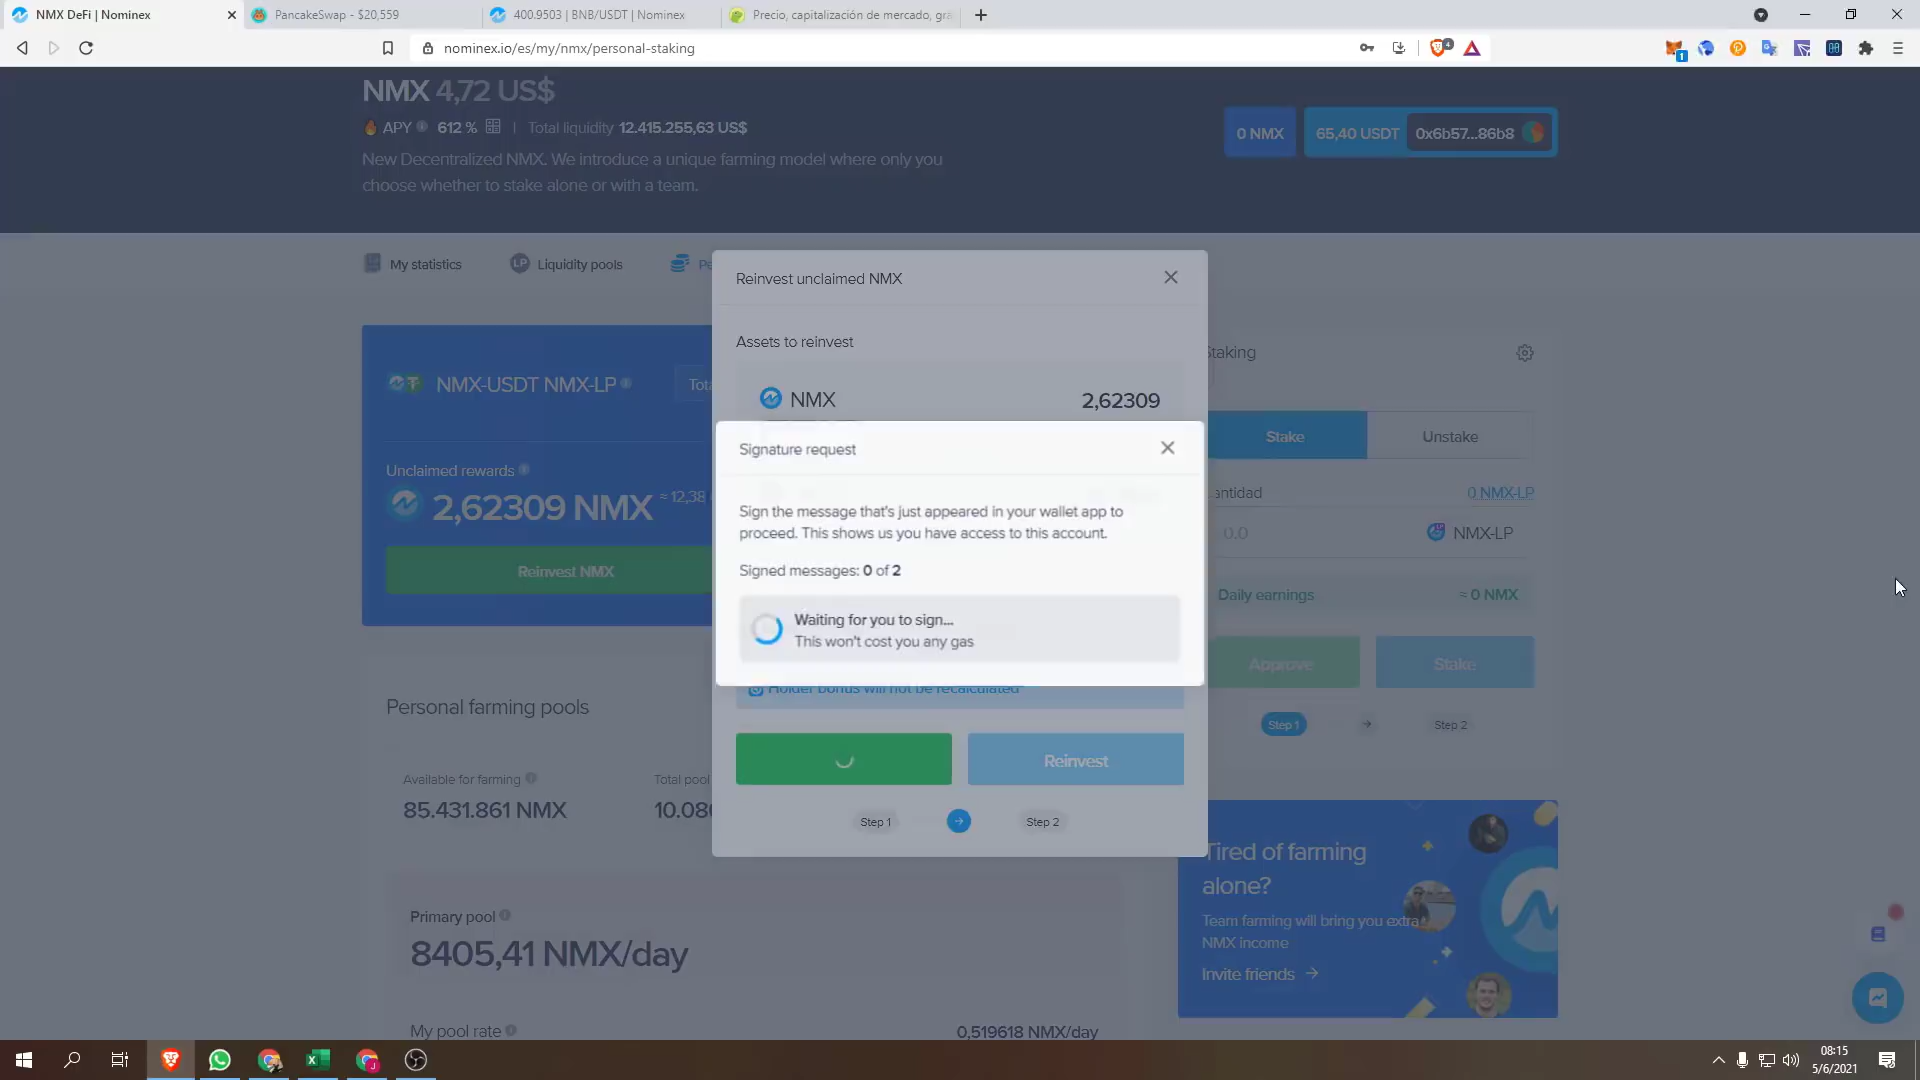 NMX DeFi | Nominex
PancakeSwap - $20,559
400.9503 | BNB/USDT | Nominex
Precio, capitalización de mercado, grá
nominex.io/es/my/nmx/personal-staking
4
1
NMX 4,72 US$
APY 612 % | Total liquidity 12.415.255,63 US$
0 NMX
65,40 USDT
0x6b57...86b8
New Decentralized NMX. We introduce a unique farming model where only you
choose whether to stake alone or with a team.
My statistics
LP
Liquidity pools
Pe
Reinvest unclaimed NMX
Assets to reinvest
NMX
2,62309
NMX-USDT NMX-LP
Tota
Unclaimed rewards
2,62309 NMX
≈ 12,38
Reinvest NMX
Signature request
Sign the message that's just appeared in your wallet app to
proceed. This shows us you have access to this account.
Signed messages: 0 of 2
Waiting for you to sign...
This won't cost you any gas
Holder bonus will not be recalculated
Reinvest
Step 1
Step 2
Staking
Stake
Unstake
antidad
0 NMX-LP
0.0
NMX-LP
Daily earnings
≈ 0 NMX
Approve
Stake
Step 1
Step 2
Personal farming pools
Available for farming
85.431.861 NMX
Total pool
10.080
Primary pool
8405,41 NMX/day
My pool rate
0,519618 NMX/day
Tired of farming
alone?
Team farming will bring you extra
NMX income
Invite friends
08:15
5/6/2021